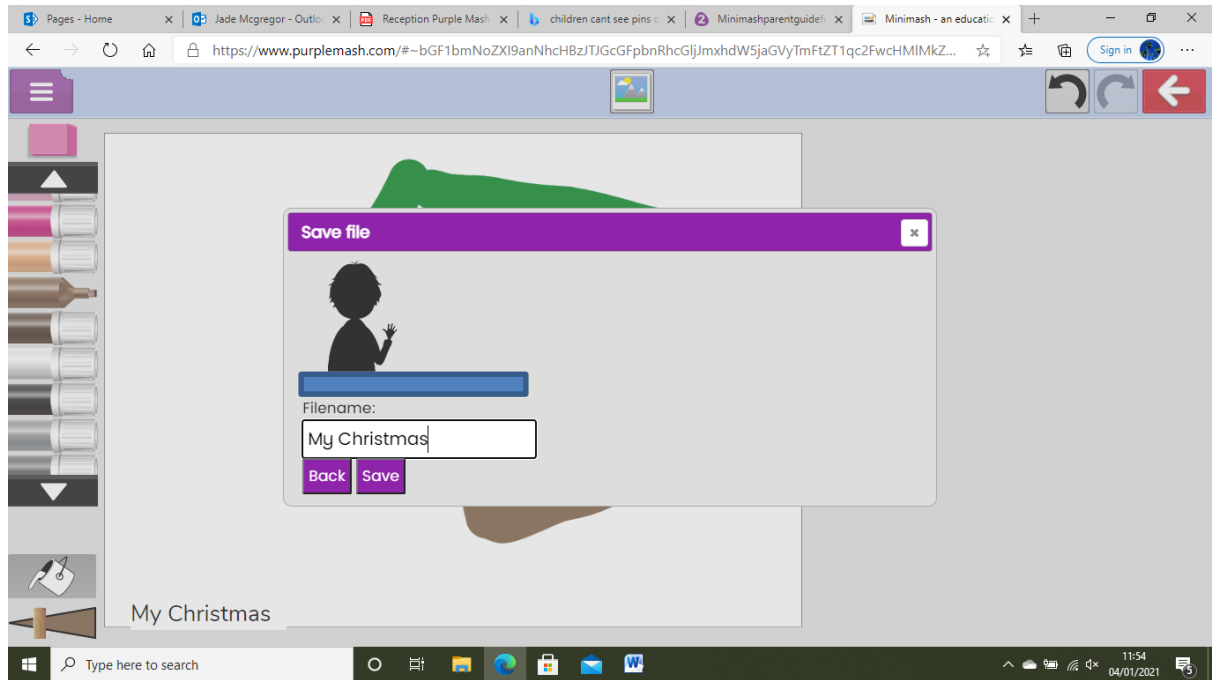 Pages - Home
Jade Mcgregor - Outlo
Reception Purple Mash
children cant see pins o
Minimashparentguidefi
Minimash - an educatic
https://www.purplemash.com/#~bGF1bmNoZXI9anNhcHBzJTJGcGFpbnRhcGljJmxhdW5jaGVyTmFtZT1qc2FwcHMlMkZ...
Sign in
Save file
Filename:
My Christmas
Back Save
My Christmas
Type here to search
11:54
04/01/2021